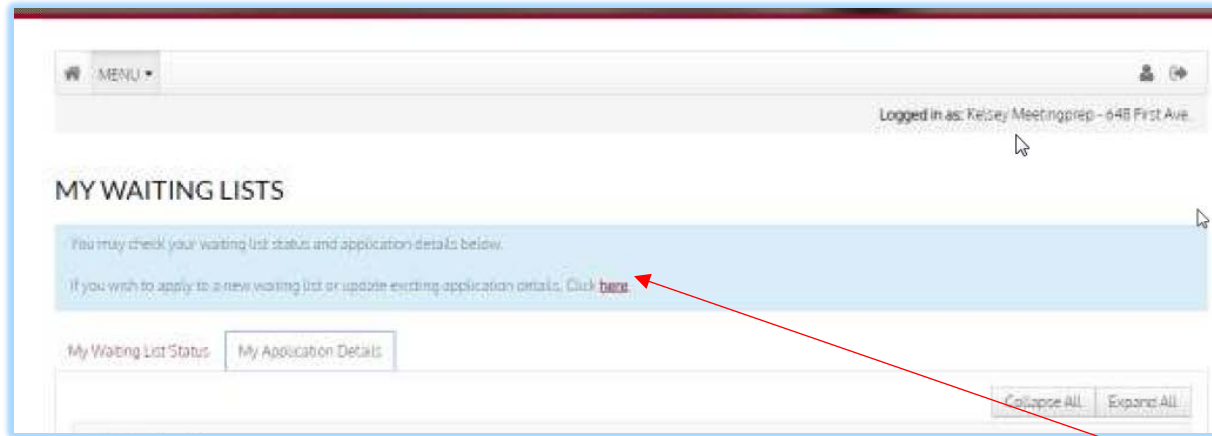 MENU
Logged in as: Kelsey Meetingprep - 648 First Ave.
MY WAITING LISTS
You may check your waiting list status and application details below.
If you wish to apply to a new waiting list or update existing application details, Click here.
My Waiting List Status My Application Details
Collapse All Expand All